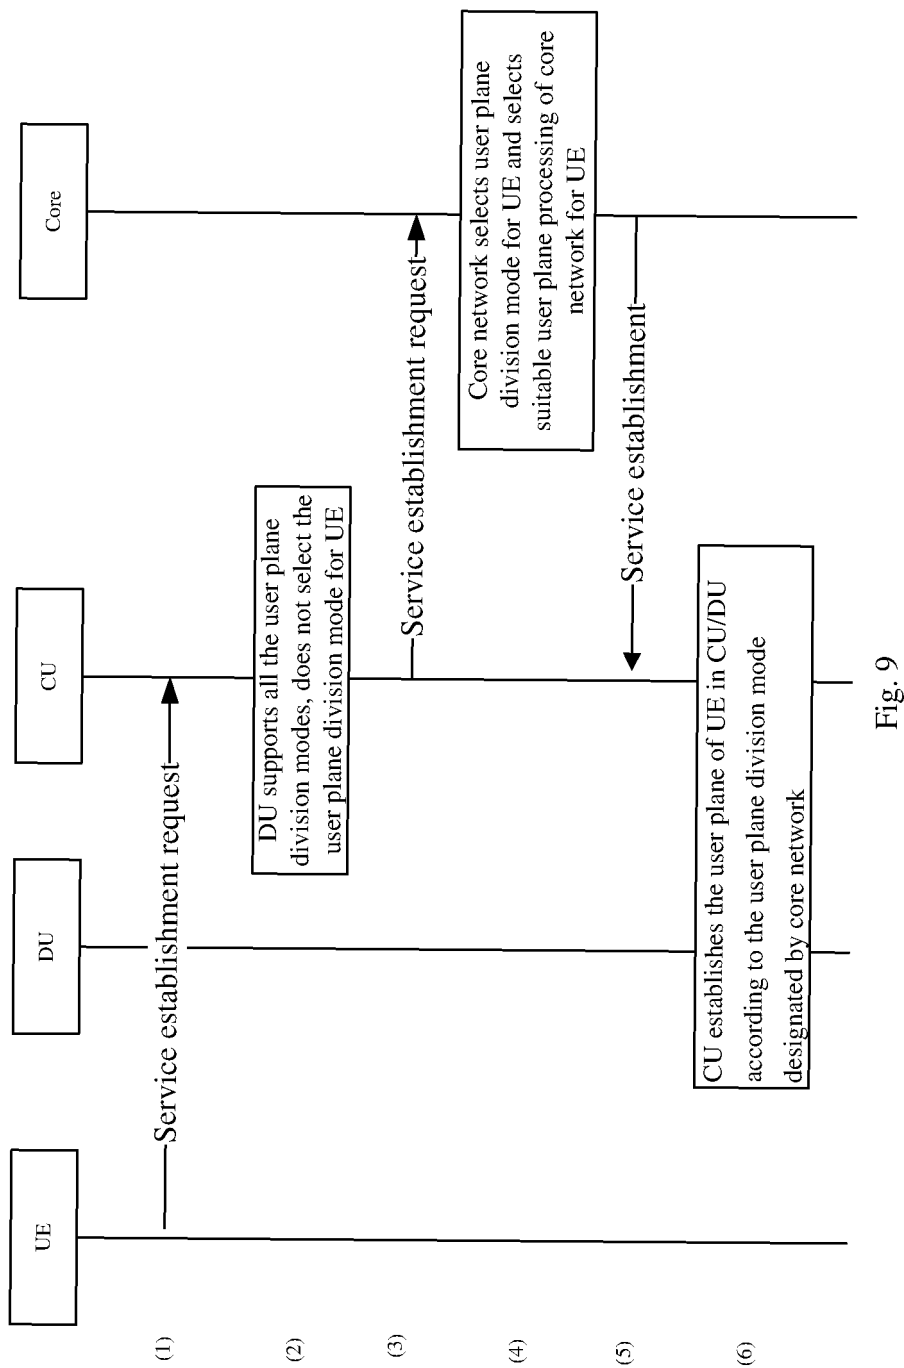 UE
DU
CU
Core
(1)
Service establishment request
(2)
DU supports all the user plane
division modes, does not select the
user plane division mode for UE
(3)
Service establishment request
(4)
Core network selects user plane
division mode for UE and selects
suitable user plane processing of core
network for UE
(5)
Service establishment
(6)
CU establishes the user plane of UE in CU/DU
according to the user plane division mode
designated by core network
Fig. 9